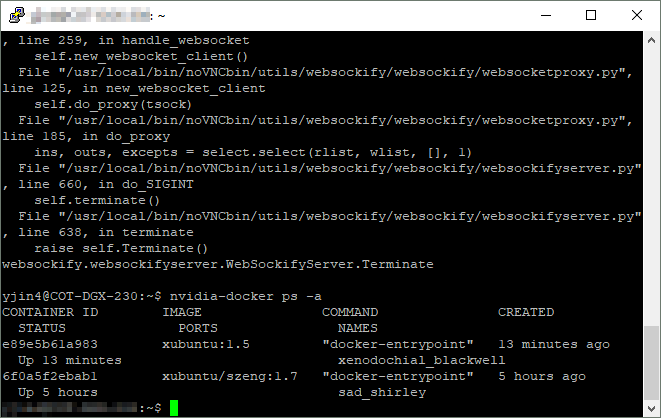 :~
, line 259, in handle_websocket
self.new_websocket_client()
File "/usr/local/bin/noVNCbin/utils/websockify/websockify/websocketproxy.py",
line 125, in new_websocket_client
self.do_proxy(tsock)
File "/usr/local/bin/noVNCbin/utils/websockify/websockify/websocketproxy.py",
line 185, in do_proxy
ins, outs, excepts = select.select(rlist, wlist, [], 1)
File "/usr/local/bin/noVNCbin/utils/websockify/websockify/websockifyserver.py"
, line 660, in do_SIGINT
self.terminate()
File "/usr/local/bin/noVNCbin/utils/websockify/websockify/websockifyserver.py"
, line 638, in terminate
raise self.Terminate()
websockify.websockifyserver.WebSockifyServer.Terminate
yjin4@COT-DGX-230:~$ nvidia-docker ps -a
CONTAINER ID IMAGE COMMAND CREATED
STATUS PORTS NAMES
e89e5b61a983 xubuntu:1.5 "docker-entrypoint" 13 minutes ago
Up 13 minutes xenodochial_blackwell
6f0a5f2ebab1 xubuntu/szeng:1.7 "docker-entrypoint" 5 hours ago
Up 5 hours sad_shirley
:~$